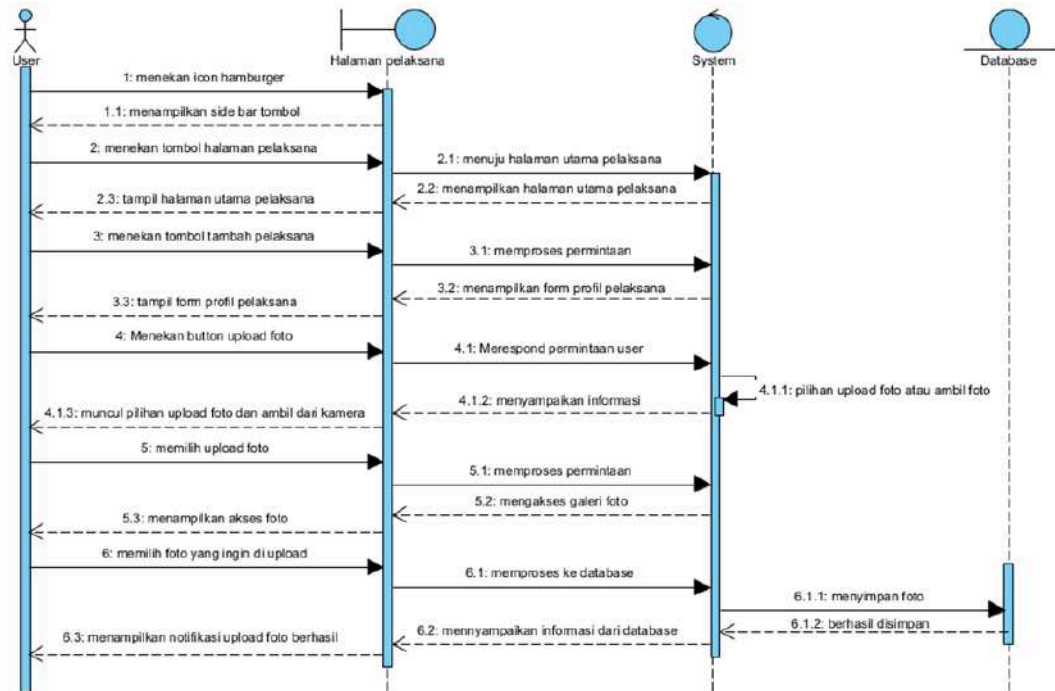 User
Halaman pelaksana
System
Database
1: menekan icon hamburger
1.1: menampilkan side bar tombol
2: menekan tombol halaman pelaksana
2.1: menuju halaman utama pelaksana
2.2: menampilkan halaman utama pelaksana
2.3: tampil halaman utama pelaksana
3: menekan tombol tambah pelaksana
3.1: memproses permintaan
3.2: menampilkan form profil pelaksana
3.3: tampil form profil pelaksana
4: Menekan button upload foto
4.1: Merespond permintaan user
4.1.1: pilihan upload foto atau ambil foto
4.1.2: menyampaikan informasi
4.1.3: muncul pilihan upload foto dan ambil dari kamera
5: memilih upload foto
5.1: memproses permintaan
5.2: mengakses galeri foto
5.3: menampilkan akses foto
6: memilih foto yang ingin di upload
6.1: memproses ke database
6.1.1: menyimpan foto
6.1.2: berhasil disimpan
6.2: mennyampaikan informasi dari database
6.3: menampilkan notifikasi upload foto berhasil